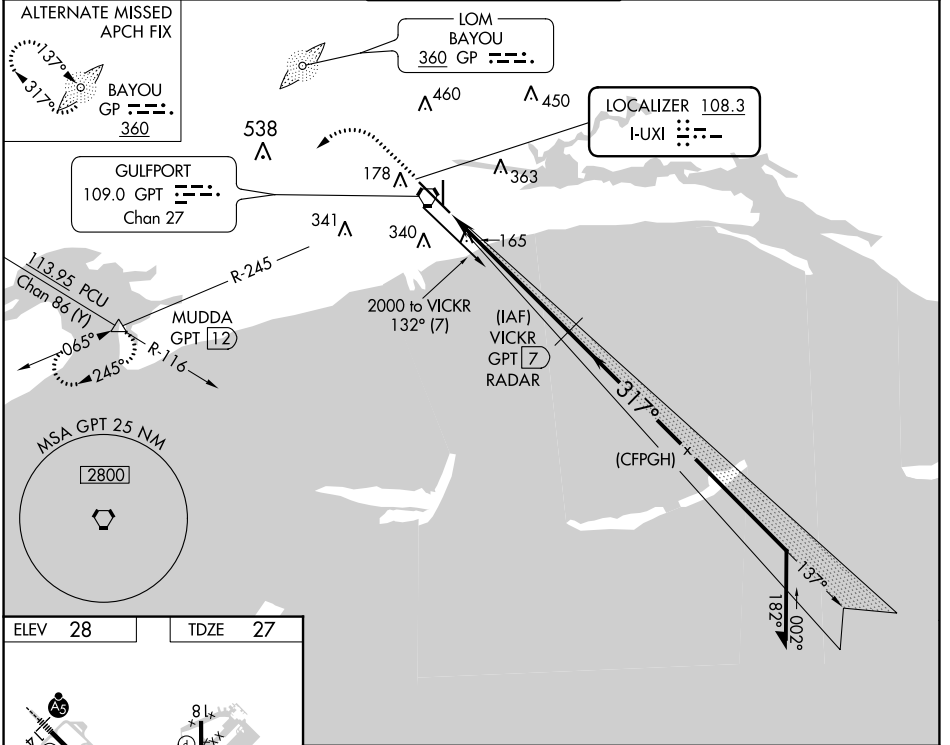 ALTERNATE MISSED
APCH FIX
137°
317°
BAYOU
GP
360
LOM
BAYOU
360 GP
460
450
LOCALIZER 108.3
I-UXI
538
GULFPORT
109.0 GPT
Chan 27
178
363
341
340
165
R-245
113.95 PCU
Chan 86 (Y)
MUDDA
GPT 12
065°
245°
R-116
2000 to VICKR
132° (7)
(IAF)
VICKR
GPT 7
RADAR
317°
(CFPGH)
MSA GPT 25 NM
2800
137°
182°
002°
ELEV 28
TDZE 27
A5
18